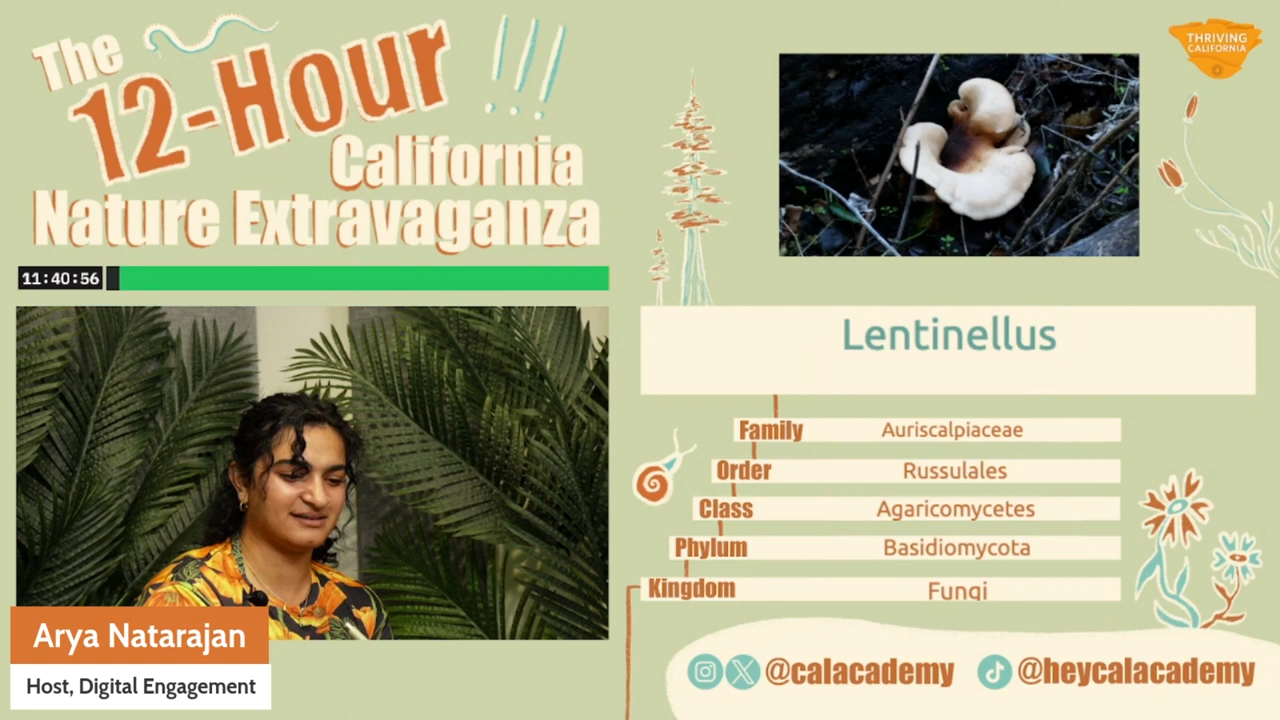 The
12-Hour
!!!
California
Nature Extravaganza
11:40:56
Arya Natarajan
Host, Digital Engagement
THRIVING
CALIFORNIA
Lentinellus
Family Auriscalpiaceae
Order Russulales
Class Agaricomycetes
Phylum Basidiomycota
Kingdom Fungi
@calacademy @heycalacademy